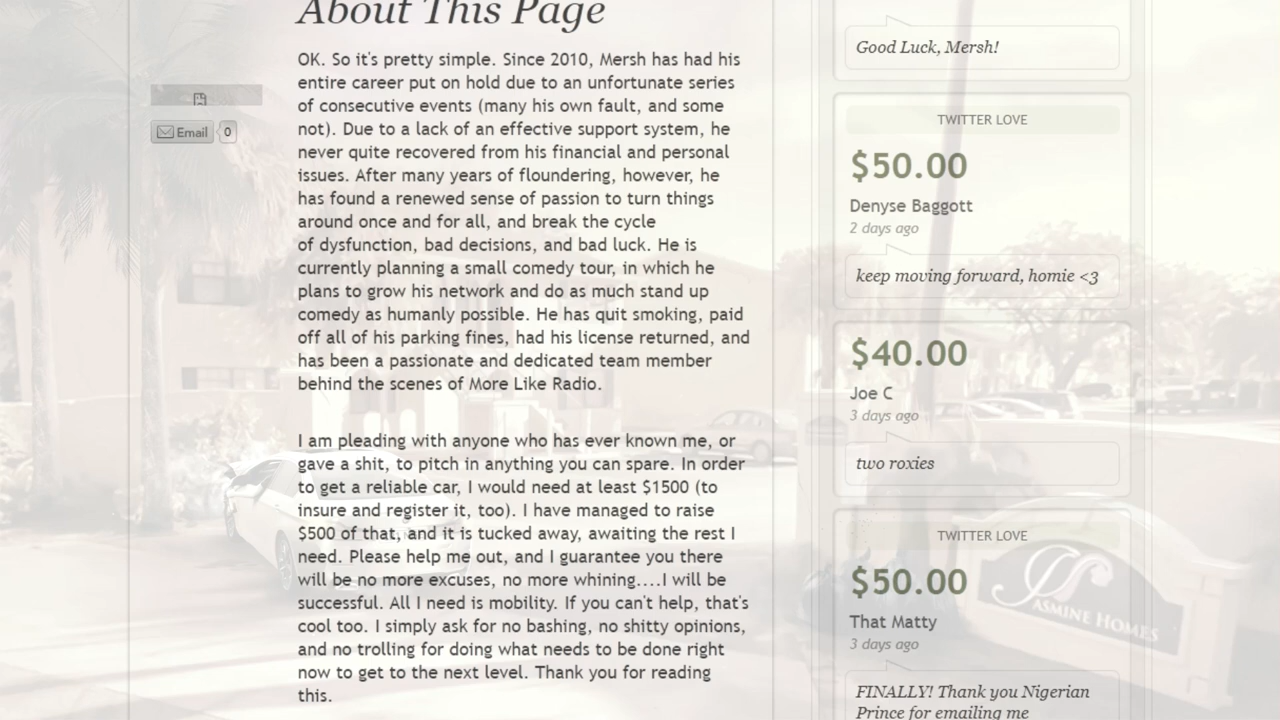 About This Page
OK. So it's pretty simple. Since 2010, Mersh has had his
entire career put on hold due to an unfortunate series
of consecutive events (many his own fault, and some
not). Due to a lack of an effective support system, he
never quite recovered from his financial and personal
issues. After many years of floundering, however, he
has found a renewed sense of passion to turn things
around once and for all, and break the cycle
of dysfunction, bad decisions, and bad luck. He is
currently planning a small comedy tour, in which he
plans to grow his network and do as much stand up
comedy as humanly possible. He has quit smoking, paid
off all of his parking fines, had his license returned, and
has been a passionate and dedicated team member
behind the scenes of More Like Radio.
I am pleading with anyone who has ever known me, or
gave a shit, to pitch in anything you can spare. In order
to get a reliable car, I would need at least $1500 (to
insure and register it, too). I have managed to raise
$500 of that, and it is tucked away, awaiting the rest I
need. Please help me out, and I guarantee you there
will be no more excuses, no more whining....I will be
successful. All I need is mobility. If you can't help, that's
cool too. I simply ask for no bashing, no shitty opinions,
and no trolling for doing what needs to be done right
now to get to the next level. Thank you for reading
this.
Email 0
Good Luck, Mersh!
TWITTER LOVE
$50.00
Denyse Baggott
2 days ago
keep moving forward, homie <3
$40.00
Joe C
3 days ago
two roxies
TWITTER LOVE
$50.00
That Matty
3 days ago
FINALLY! Thank you Nigerian
Prince for emailing me
JASMINE HOMES